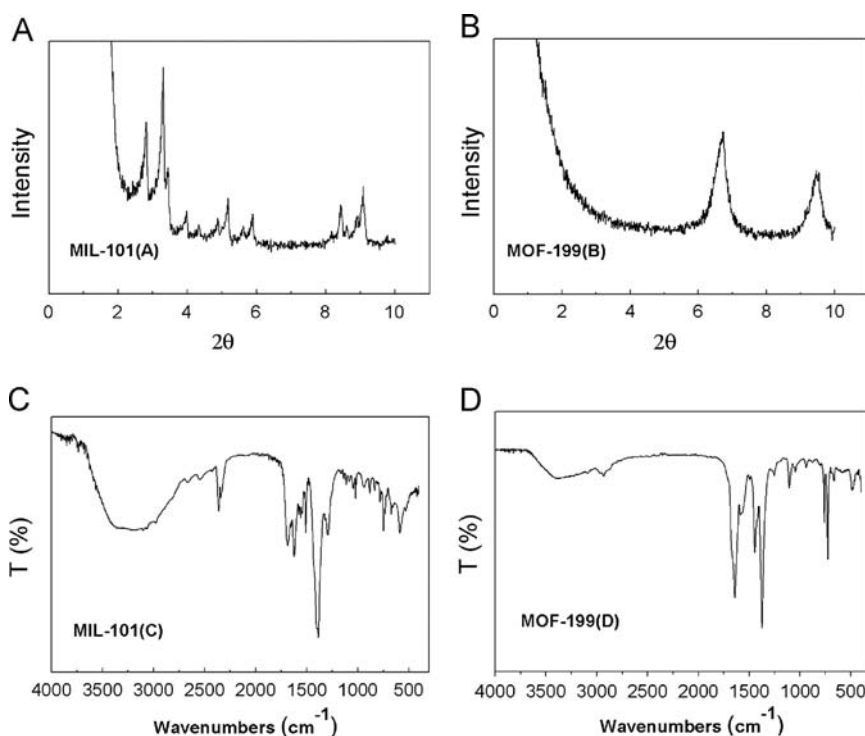 A
Intensity
MIL-101(A)
0 2 4 6 8 10
2θ
B
Intensity
MOF-199(B)
0 2 4 6 8 10
2θ
C
T (%)
MIL-101(C)
4000 3500 3000 2500 2000 1500 1000 500
Wavenumbers (cm⁻¹)
D
T (%)
MOF-199(D)
4000 3500 3000 2500 2000 1500 1000 500
Wavenumbers (cm⁻¹)